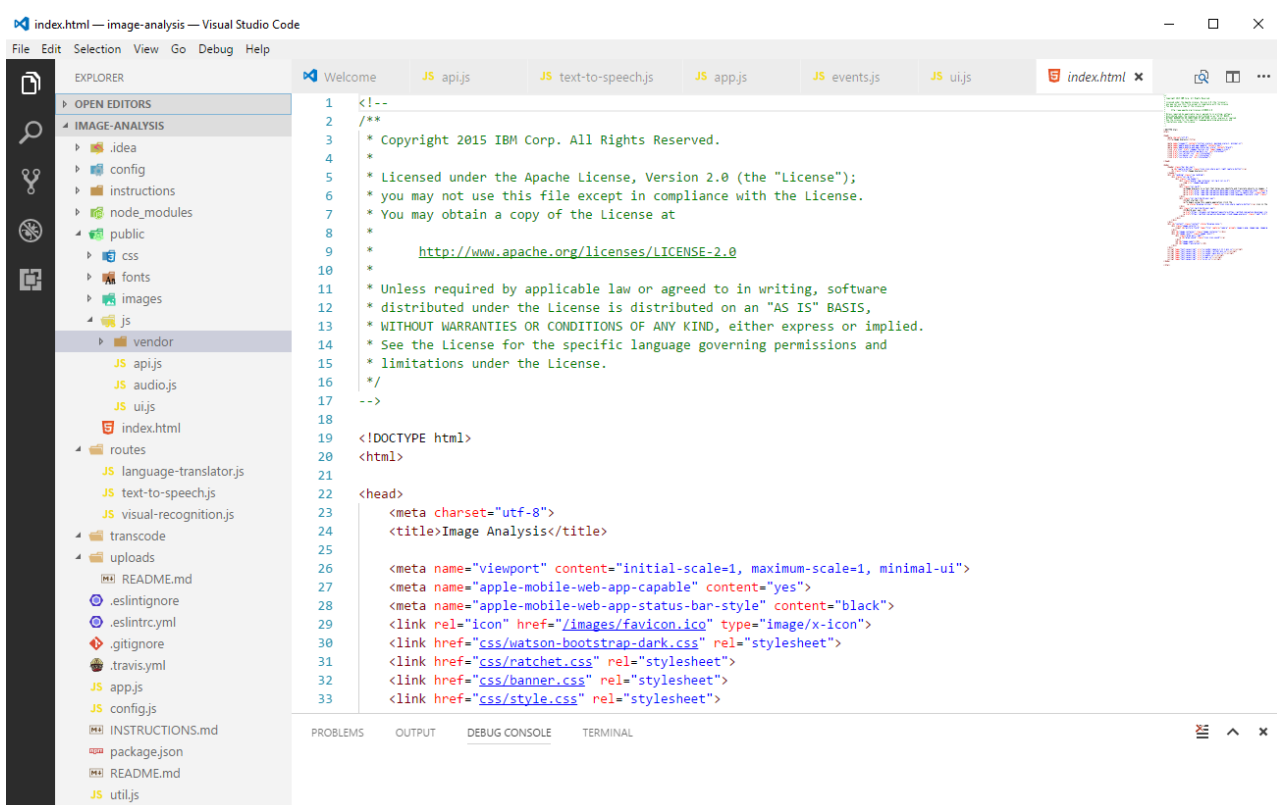 index.html — image-analysis — Visual Studio Code
File Edit Selection View Go Debug Help
EXPLORER
OPEN EDITORS
IMAGE-ANALYSIS
.idea
config
instructions
node_modules
public
css
fonts
images
js
vendor
JS api.js
JS audio.js
JS ui.js
index.html
routes
JS language-translator.js
JS text-to-speech.js
JS visual-recognition.js
transcode
uploads
README.md
.eslintignore
.eslintrc.yml
.gitignore
.travis.yml
JS app.js
JS config.js
INSTRUCTIONS.md
package.json
README.md
JS util.js
Welcome JS api.js JS text-to-speech.js JS app.js JS events.js JS ui.js index.html
1 <!--
2 /**
3 * Copyright 2015 IBM Corp. All Rights Reserved.
4 *
5 * Licensed under the Apache License, Version 2.0 (the "License");
6 * you may not use this file except in compliance with the License.
7 * You may obtain a copy of the License at
8 *
9 * http://www.apache.org/licenses/LICENSE-2.0
10 *
11 * Unless required by applicable law or agreed to in writing, software
12 * distributed under the License is distributed on an "AS IS" BASIS,
13 * WITHOUT WARRANTIES OR CONDITIONS OF ANY KIND, either express or implied.
14 * See the License for the specific language governing permissions and
15 * limitations under the License.
16 */
17 -->
18
19 <!DOCTYPE html>
20 <html>
21
22 <head>
23 <meta charset="utf-8">
24 <title>Image Analysis</title>
25
26 <meta name="viewport" content="initial-scale=1, maximum-scale=1, minimal-ui">
27 <meta name="apple-mobile-web-app-capable" content="yes">
28 <meta name="apple-mobile-web-app-status-bar-style" content="black">
29 <link rel="icon" href="/images/favicon.ico" type="image/x-icon">
30 <link href="css/watson-bootstrap-dark.css" rel="stylesheet">
31 <link href="css/ratchet.css" rel="stylesheet">
32 <link href="css/banner.css" rel="stylesheet">
33 <link href="css/style.css" rel="stylesheet">
PROBLEMS OUTPUT DEBUG CONSOLE TERMINAL